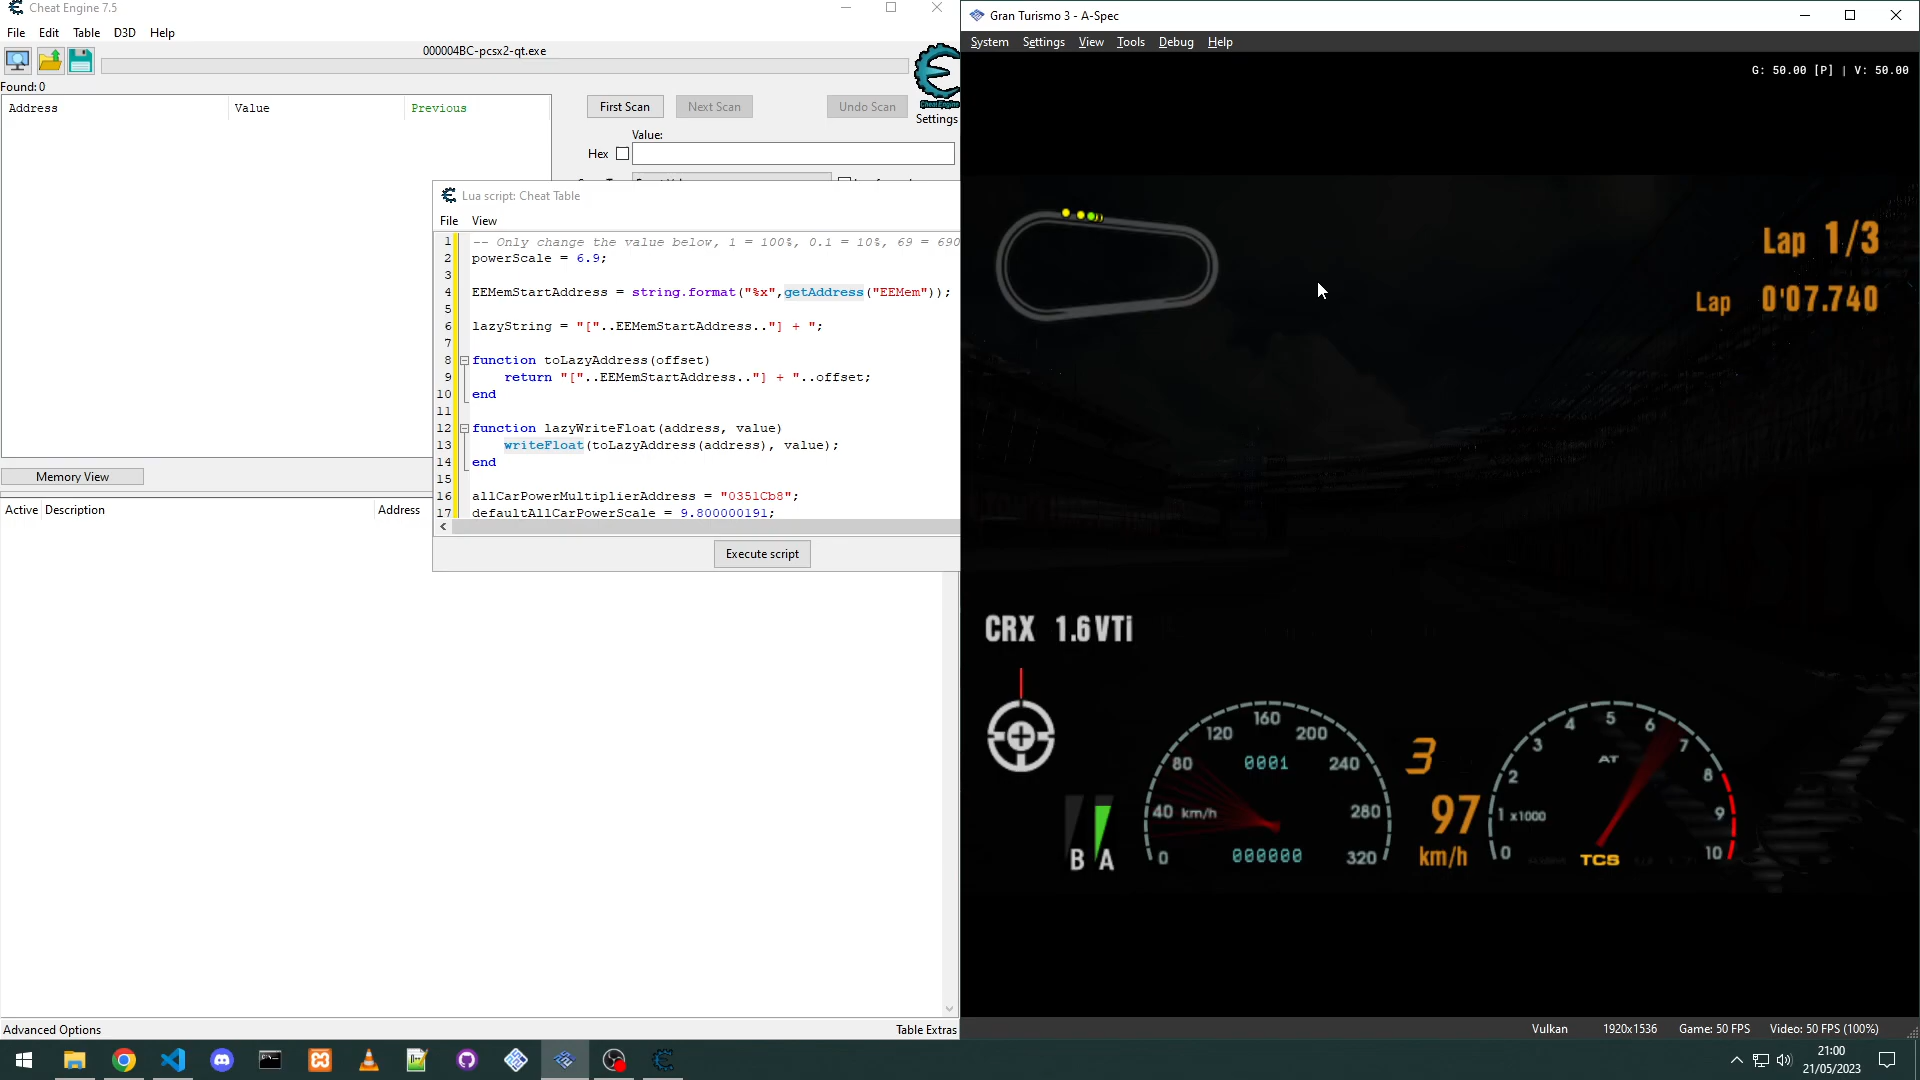 Cheat Engine 7.5
File Edit Table D3D Help
000004BC-pcsx2-qt.exe
Found: 0
Address Value Previous
First Scan Next Scan Undo Scan
Settings
Value:
Hex
Lua script: Cheat Table
File View
1 -- Only change the value below, 1 = 100%, 0.1 = 10%, 69 = 690
2 powerScale = 6.9;
3
4 EEMemStartAddress = string.format("%x",getAddress("EEMem"));
5
6 lazyString = "["..EEMemStartAddress.."] + ";
7
8 function toLazyAddress(offset)
9 return "["..EEMemStartAddress.."] + "..offset;
10 end
11
12 function lazyWriteFloat(address, value)
13 writeFloat(toLazyAddress(address), value);
14 end
15
16 allCarPowerMultiplierAddress = "0351Cb8";
17 defaultAllCarPowerScale = 9.800000191;
Execute script
Memory View
Active Description Address
Advanced Options Table Extras
Gran Turismo 3 - A-Spec
System Settings View Tools Debug Help
G: 50.00 [P] | V: 50.00
Lap 1/3
Lap 0'07.740
CRX 1.6VTi
B A
0 40 80 120 160 200 240 280 320
km/h
0001
000000
3
97
km/h
0 1 2 3 4 5 6 7 8 9 10
x1000
AT
TCS
Vulkan 1920x1536 Game: 50 FPS Video: 50 FPS (100%)
21:00
21/05/2023